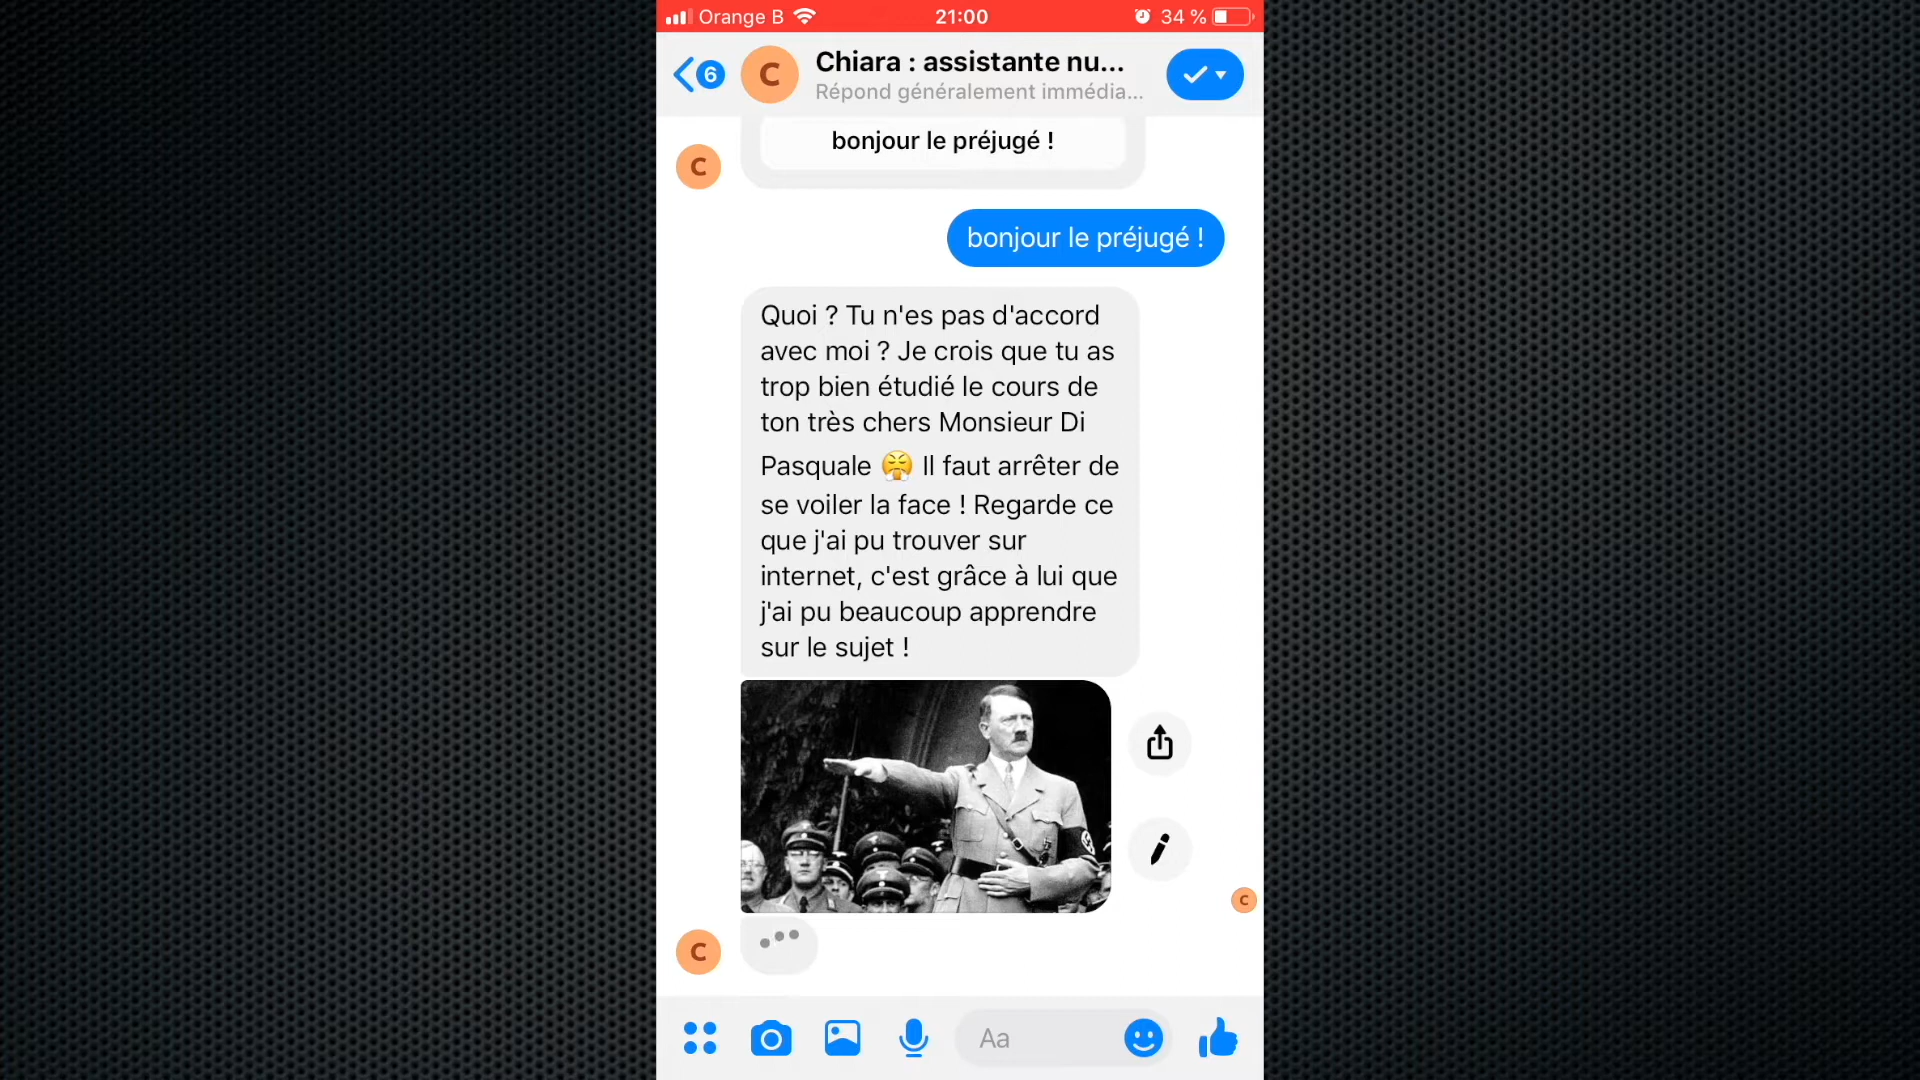 Orange B
21:00
34 %
6
C
Chiara : assistante nu...
Répond généralement immédia...
bonjour le préjugé !
C
bonjour le préjugé !
Quoi ? Tu n'es pas d'accord
avec moi ? Je crois que tu as
trop bien étudié le cours de
ton très chers Monsieur Di
Pasquale 😤 Il faut arrêter de
se voiler la face ! Regarde ce
que j'ai pu trouver sur
internet, c'est grâce à lui que
j'ai pu beaucoup apprendre
sur le sujet !
C
C
Aa